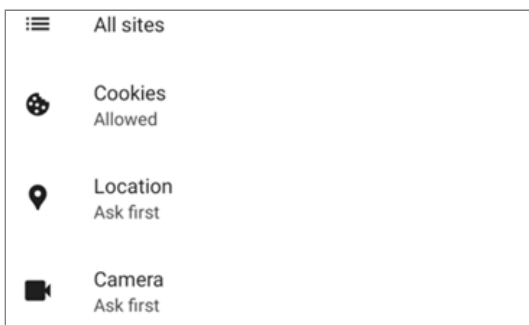 All sites
Cookies
Allowed
Location
Ask first
Camera
Ask first